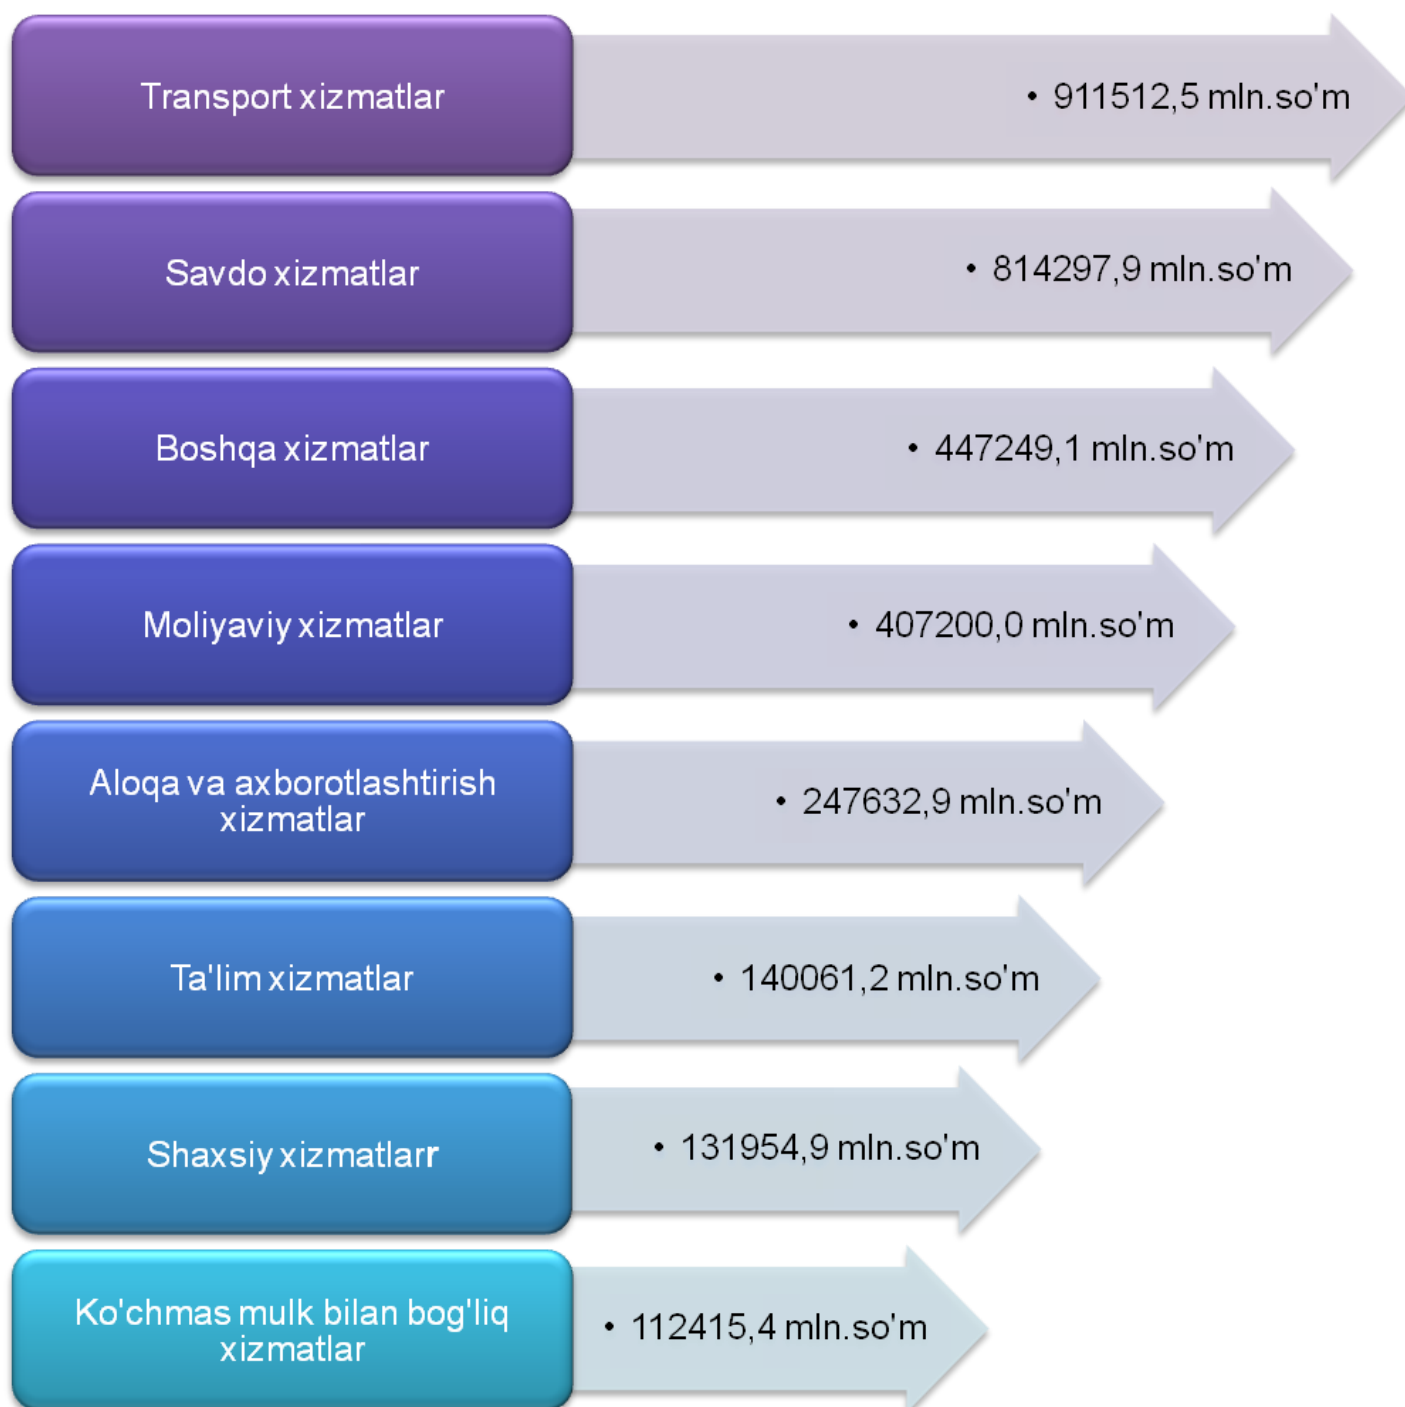 Transport xizmatlar
• 911512,5 mln.so'm
Savdo xizmatlar
• 814297,9 mln.so'm
Boshqa xizmatlar
• 447249,1 mln.so'm
Moliyaviy xizmatlar
• 407200,0 mln.so'm
Aloqa va axborotlashtirish
xizmatlar
• 247632,9 mln.so'm
Ta'lim xizmatlar
• 140061,2 mln.so'm
Shaxsiy xizmatlarr
• 131954,9 mln.so'm
Ko'chmas mulk bilan bog'liq
xizmatlar
• 112415,4 mln.so'm